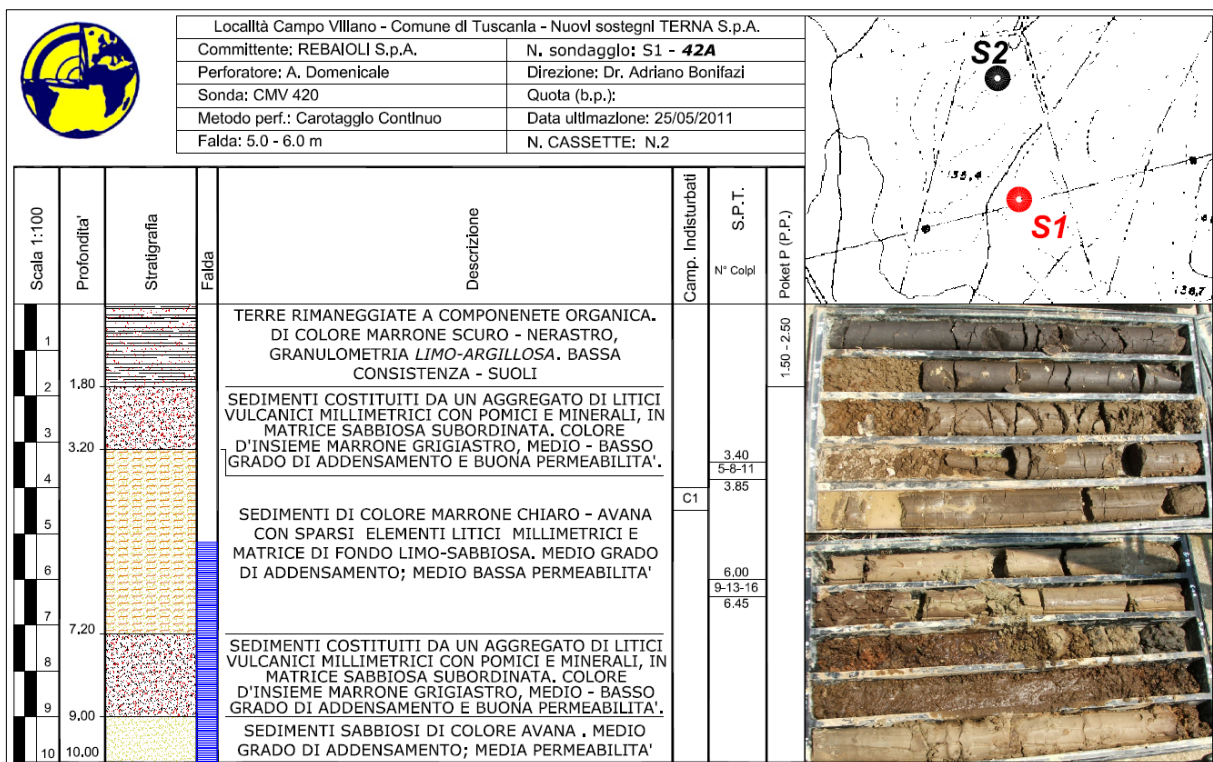 Località Campo Villano - Comune di Tuscania - Nuovi sostegni TERNA S.p.A.
Committente: REBAIOLI S.p.A.
N. sondaggio: S1 - 42A
Perforatore: A. Domenicale
Direzione: Dr. Adriano Bonifazi
Sonda: CMV 420
Quota (b.p.):
Metodo perf.: Carotaggio Continuo
Data ultimazione: 25/05/2011
Falda: 5.0 - 6.0 m
N. CASSETTE: N.2
S2
135,4
S1
Scala 1:100
Profondita'
Stratigrafia
Falda
Descrizione
Camp. Indisturbati
S.P.T.
N° Colpi
Poket P (P.P.)
TERRE RIMANEGGIATE A COMPONENETE ORGANICA.
DI COLORE MARRONE SCURO - NERASTRO,
GRANULOMETRIA LIMO-ARGILLOSA. BASSA
CONSISTENZA - SUOLI
1.50 - 2.50
1
2
1.80
SEDIMENTI COSTITUITI DA UN AGGREGATO DI LITICI
VULCANICI MILLIMETRICI CON POMICI E MINERALI, IN
MATRICE SABBIOSA SUBORDINATA. COLORE
D'INSIEME MARRONE GRIGIASTRO, MEDIO - BASSO
GRADO DI ADDENSAMENTO E BUONA PERMEABILITA'.
3
3.20
3.40
5-8-11
3.85
4
C1
SEDIMENTI DI COLORE MARRONE CHIARO - AVANA
CON SPARSI ELEMENTI LITICI MILLIMETRICI E
MATRICE DI FONDO LIMO-SABBIOSA. MEDIO GRADO
DI ADDENSAMENTO; MEDIO BASSA PERMEABILITA'
5
6
6.00
9-13-16
6.45
7
7.20
SEDIMENTI COSTITUITI DA UN AGGREGATO DI LITICI
VULCANICI MILLIMETRICI CON POMICI E MINERALI, IN
MATRICE SABBIOSA SUBORDINATA. COLORE
D'INSIEME MARRONE GRIGIASTRO, MEDIO - BASSO
GRADO DI ADDENSAMENTO E BUONA PERMEABILITA'.
8
9
9.00
SEDIMENTI SABBIOSI DI COLORE AVANA . MEDIO
GRADO DI ADDENSAMENTO; MEDIA PERMEABILITA'
10
10.00